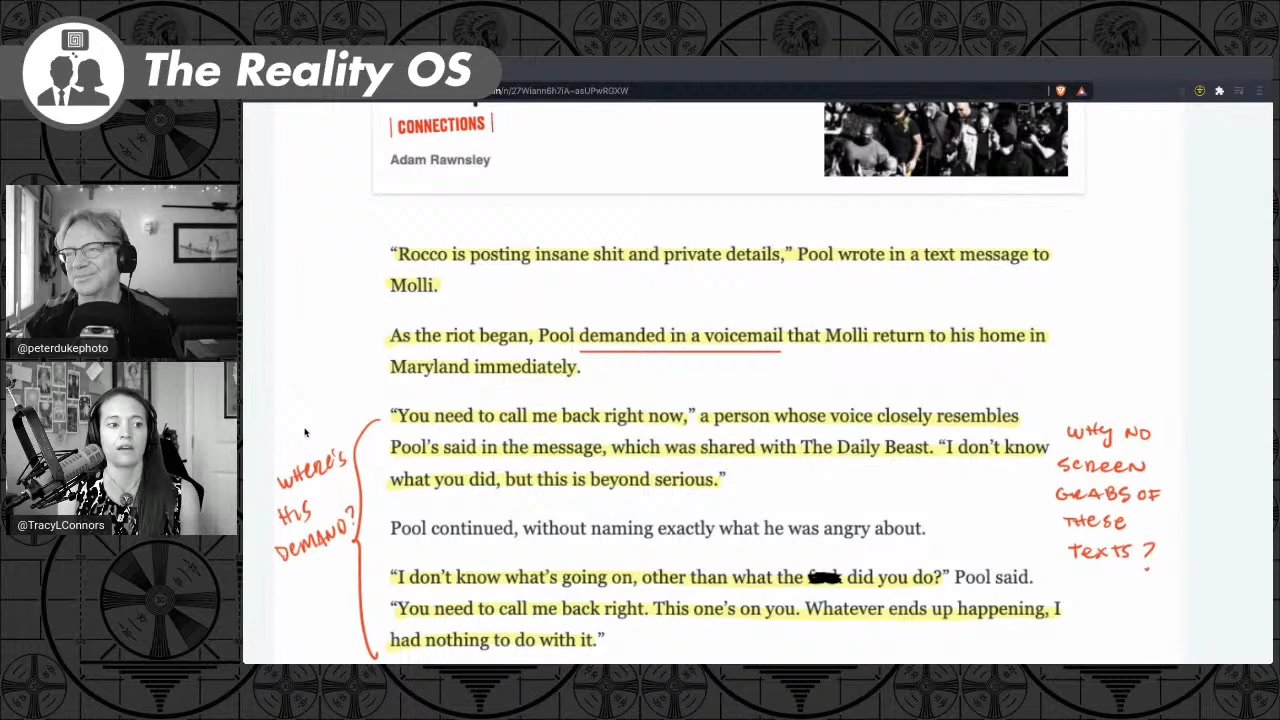 The Reality OS
n/n/27Wiann6h7iA-asUPwRGXW
CONNECTIONS
Adam Rawnsley
“Rocco is posting insane shit and private details,” Pool wrote in a text message to
Molli.
As the riot began, Pool demanded in a voicemail that Molli return to his home in
Maryland immediately.
“You need to call me back right now,” a person whose voice closely resembles
Pool’s said in the message, which was shared with The Daily Beast. “I don’t know
what you did, but this is beyond serious.”
Pool continued, without naming exactly what he was angry about.
“I don’t know what’s going on, other than what the did you do?” Pool said.
“You need to call me back right. This one’s on you. Whatever ends up happening, I
had nothing to do with it.”
WHERE'S
HIS
DEMAND?
WHY NO
SCREEN
GRABS OF
THESE
TEXTS?
@peterdukephoto
@TracyLConnors